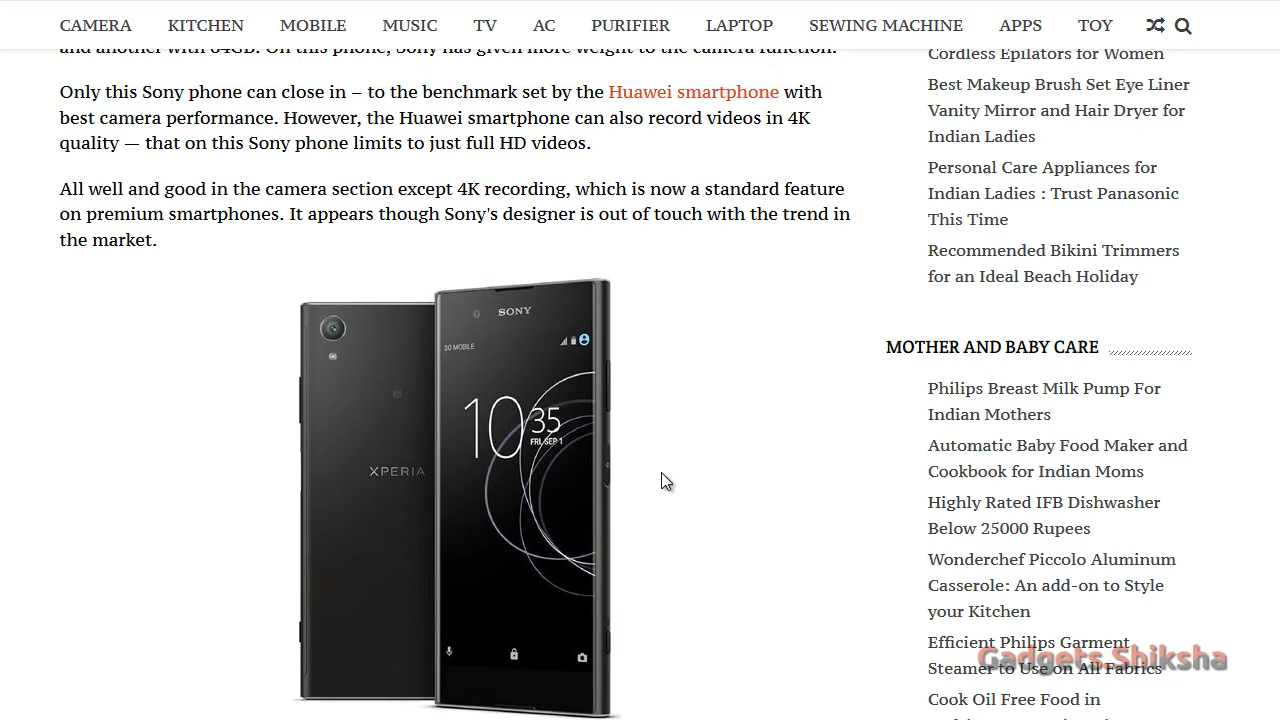 CAMERA KITCHEN MOBILE MUSIC TV AC PURIFIER LAPTOP SEWING MACHINE APPS TOY
and another with 64GB. On this phone, Sony has given more weight to the camera function.
Only this Sony phone can close in – to the benchmark set by the Huawei smartphone with
best camera performance. However, the Huawei smartphone can also record videos in 4K
quality — that on this Sony phone limits to just full HD videos.
All well and good in the camera section except 4K recording, which is now a standard feature
on premium smartphones. It appears though Sony's designer is out of touch with the trend in
the market.
SONY
SO MOBILE
10 35
FRI, SEP 1
XPERIA
Cordless Epilators for Women
Best Makeup Brush Set Eye Liner
Vanity Mirror and Hair Dryer for
Indian Ladies
Personal Care Appliances for
Indian Ladies : Trust Panasonic
This Time
Recommended Bikini Trimmers
for an Ideal Beach Holiday
MOTHER AND BABY CARE
Philips Breast Milk Pump For
Indian Mothers
Automatic Baby Food Maker and
Cookbook for Indian Moms
Highly Rated IFB Dishwasher
Below 25000 Rupees
Wonderchef Piccolo Aluminum
Casserole: An add-on to Style
your Kitchen
Efficient Philips Garment
Steamer to Use on All Fabrics
Gadgets.Shiksha
Cook Oil Free Food in